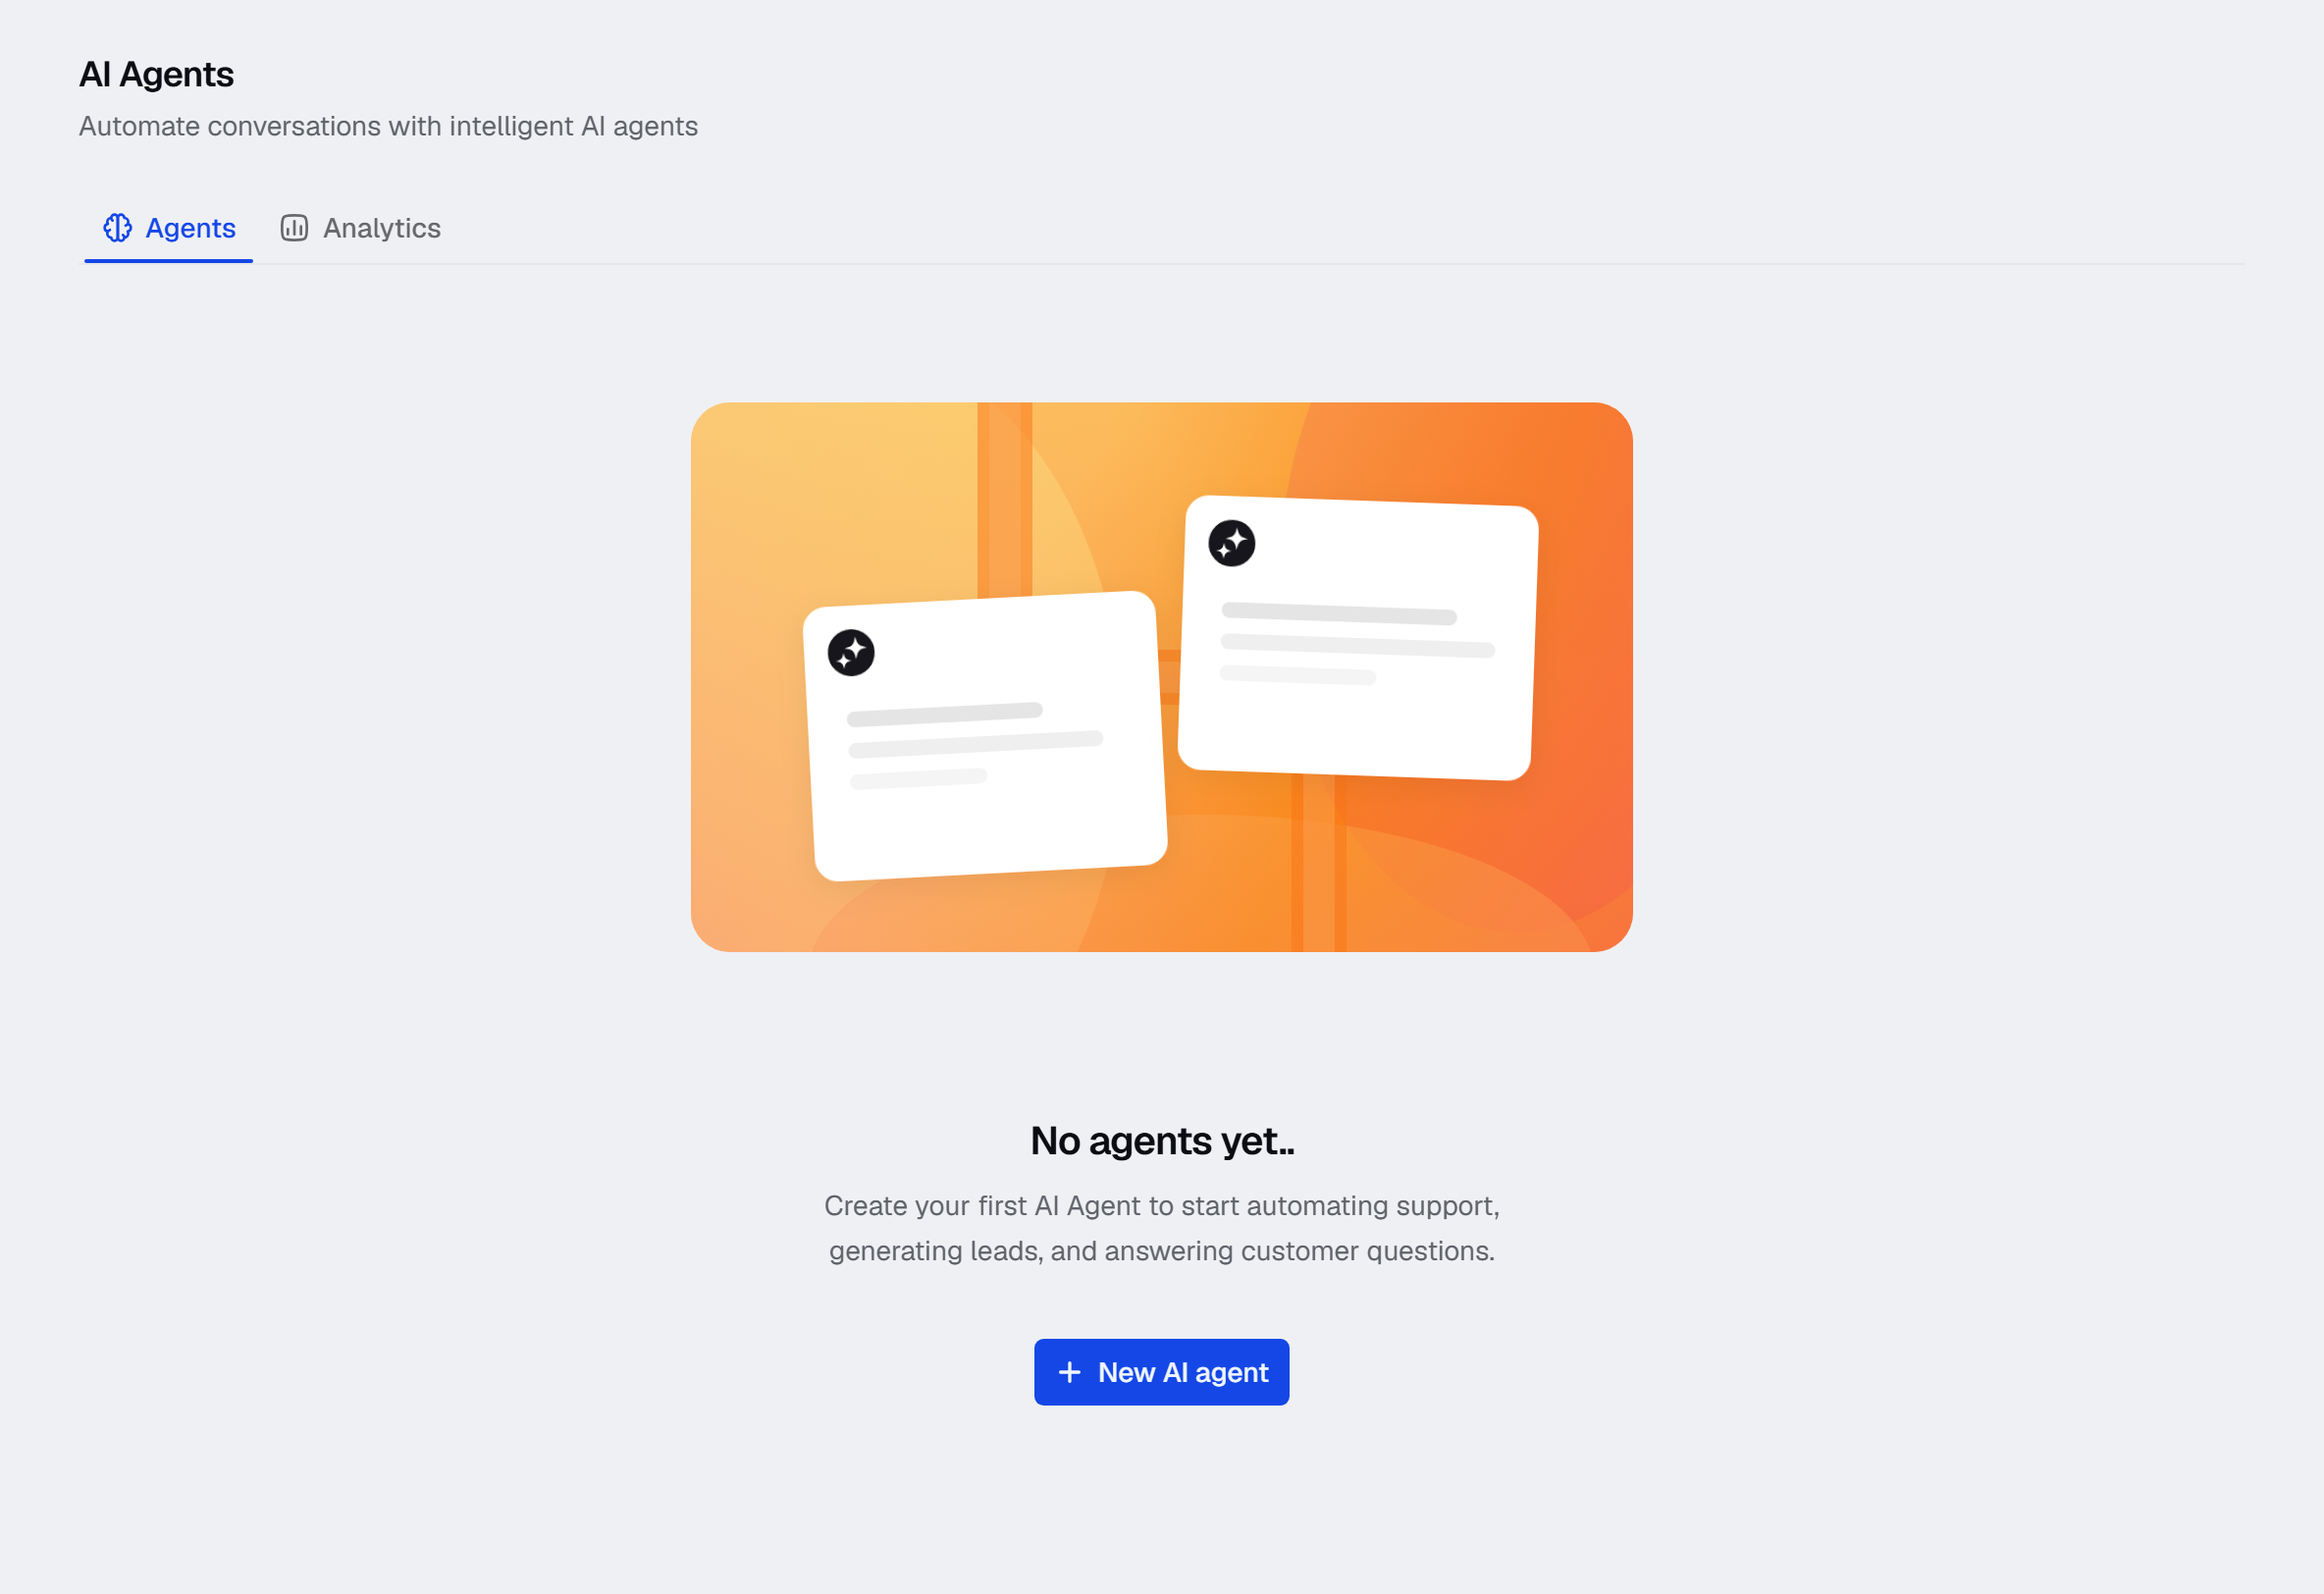 AI Agents
Automate conversations with intelligent AI agents
Agents
Analytics
No agents yet..
Create your first AI Agent to start automating support,
generating leads, and answering customer questions.
New AI agent